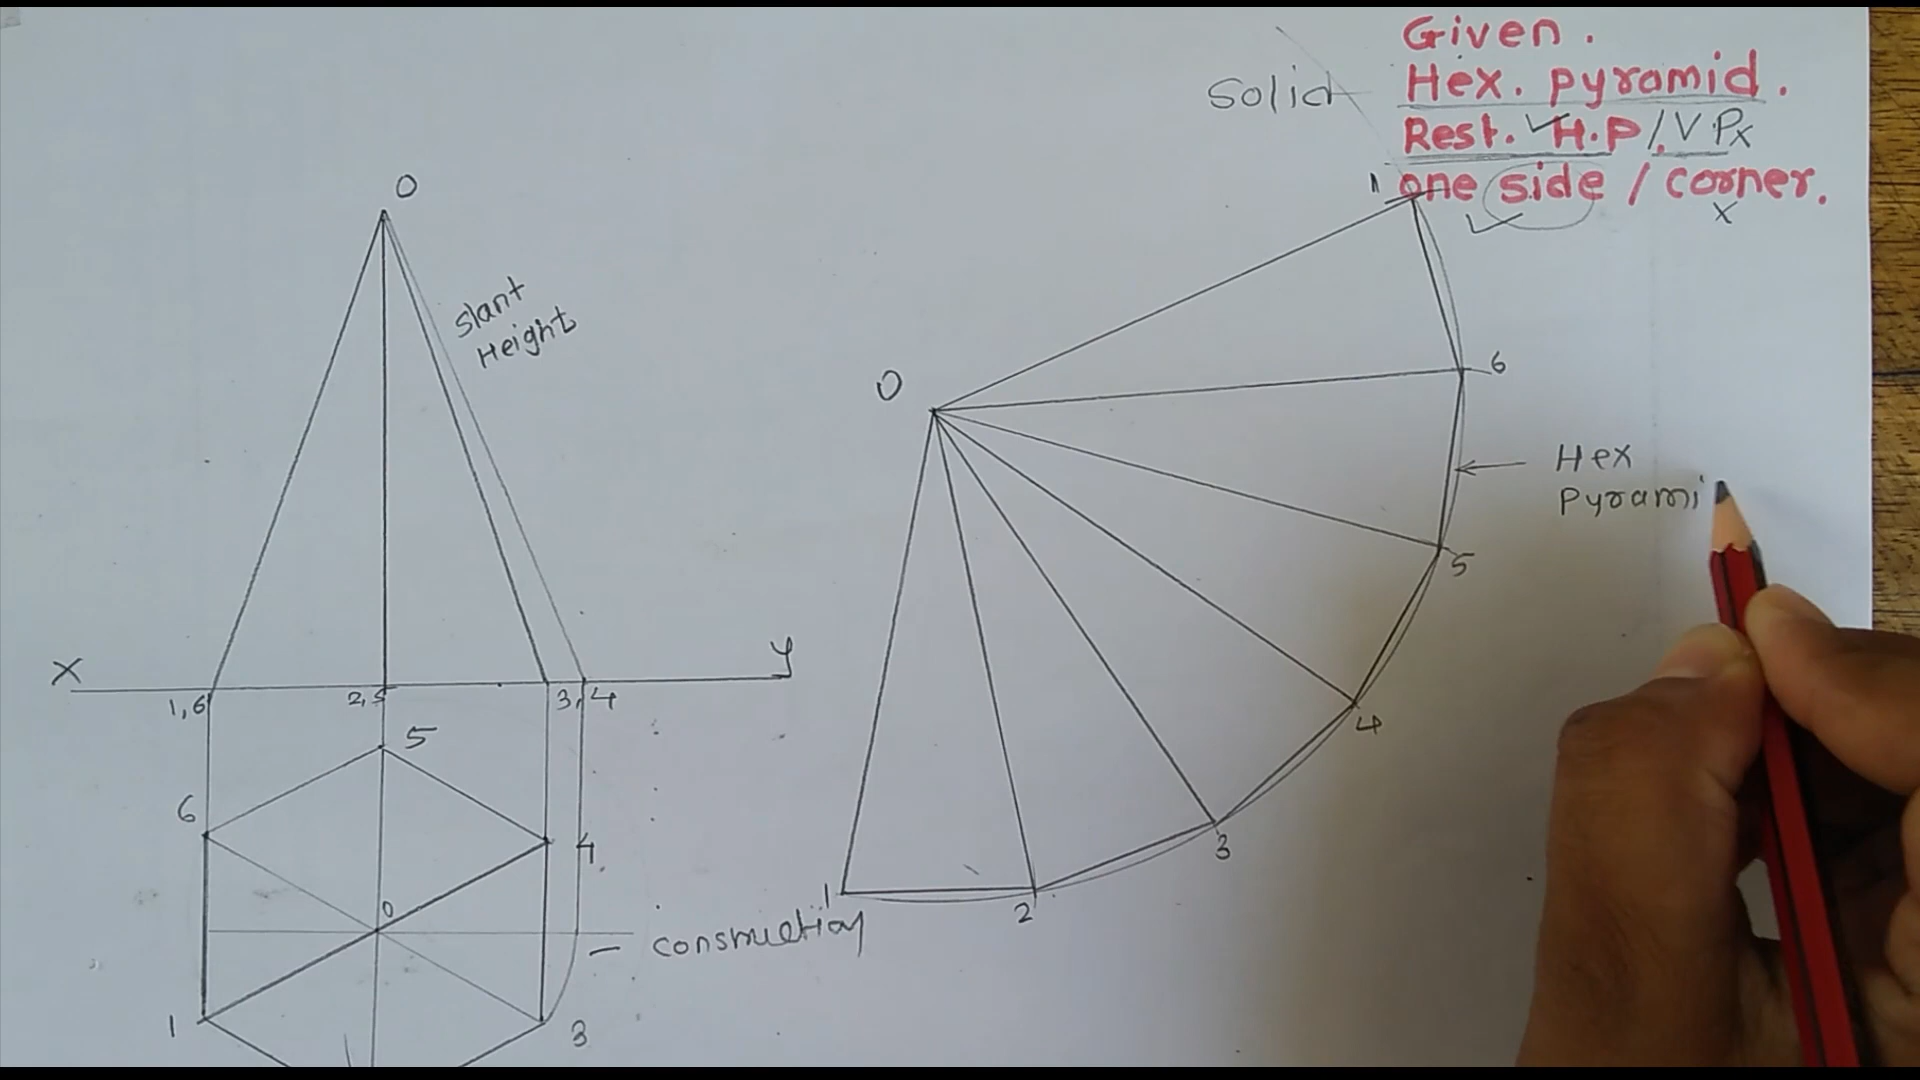 Given.
Solid Hex. pyramid.
Rest. H.P/VPx
one side / corner.
x
O
Slant
Height
X
y
1,6
2,5
3,4
5
6
4
O
1
3
construction
O
1
6
5
4
3
2
1
Hex
pyrami